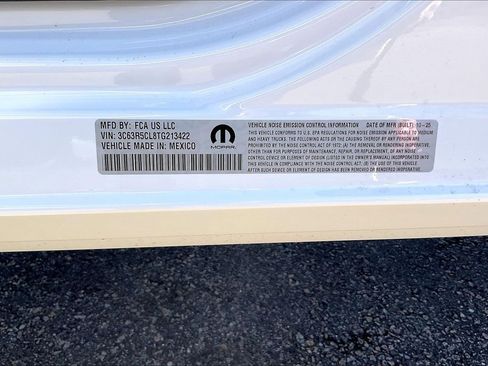 MFD BY: FCA US LLC
VIN: 3C63R5CL8TG213422
VEHICLE MADE IN: MEXICO
MOPAR
VEHICLE NOISE EMISSION CONTROL INFORMATION DATE OF MFR (BUILT) 10-25
THIS VEHICLE CONFORMS TO U.S. EPA REGULATIONS FOR NOISE EMISSION APPLICABLE TO MEDIUM
AND HEAVY TRUCKS. THE FOLLOWING ACTS OR THE CAUSING THEREOF BY ANY PERSON ARE
PROHIBITED BY THE NOISE CONTROL ACT OF 1972: (A) THE REMOVAL OR RENDERING INOPERATIVE,
OTHER THAN FOR PURPOSES OF MAINTENANCE, REPAIR, OR REPLACEMENT, OF ANY NOISE CONTROL
DEVICE OR ELEMENT OF DESIGN (LISTED IN THE OWNER'S MANUAL) INCORPORATED INTO THIS
VEHICLE IN COMPLIANCE WITH THE NOISE CONTROL ACT; (B) THE USE OF THIS VEHICLE
AFTER SUCH DEVICE OR ELEMENT OF DESIGN HAS BEEN REMOVED OR RENDERED INOPERATIVE.